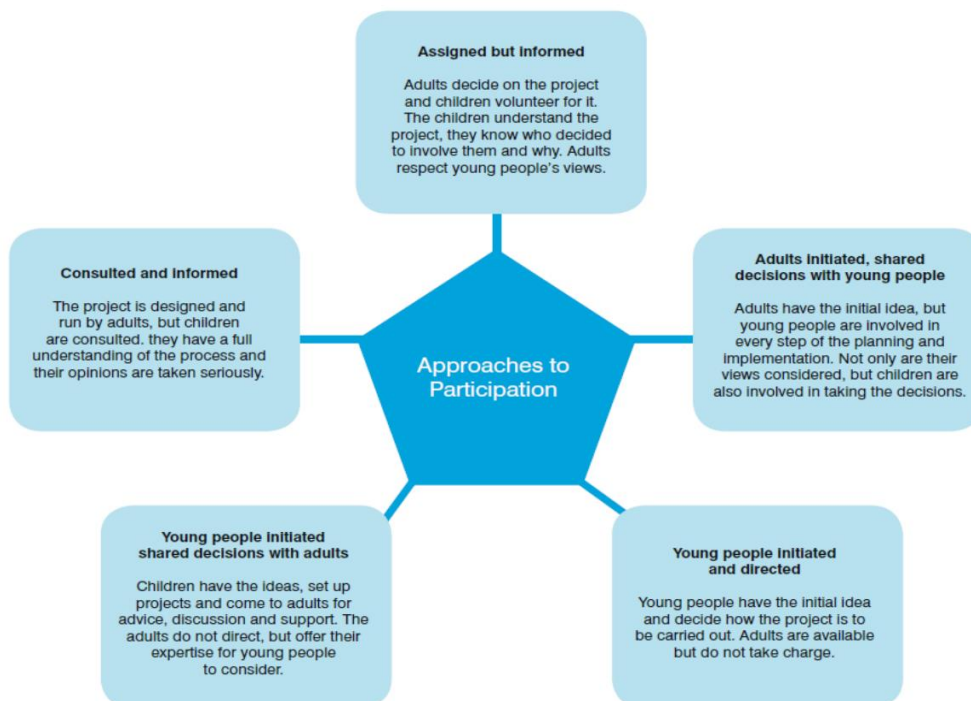 Assigned but informed
Adults decide on the project
and children volunteer for it.
The children understand the
project, they know who decided
to involve them and why. Adults
respect young people's views.
Consulted and informed
The project is designed and
run by adults, but children
are consulted. they have a full
understanding of the process and
their opinions are taken seriously.
Adults initiated, shared
decisions with young people
Adults have the initial idea, but
young people are involved in
every step of the planning and
implementation. Not only are their
views considered, but children are
also involved in taking the decisions.
Approaches to
Participation
Young people initiated
shared decisions with adults
Children have the ideas, set up
projects and come to adults for
advice, discussion and support. The
adults do not direct, but offer their
expertise for young people
to consider.
Young people initiated
and directed
Young people have the initial idea
and decide how the project is to
be carried out. Adults are available
but do not take charge.